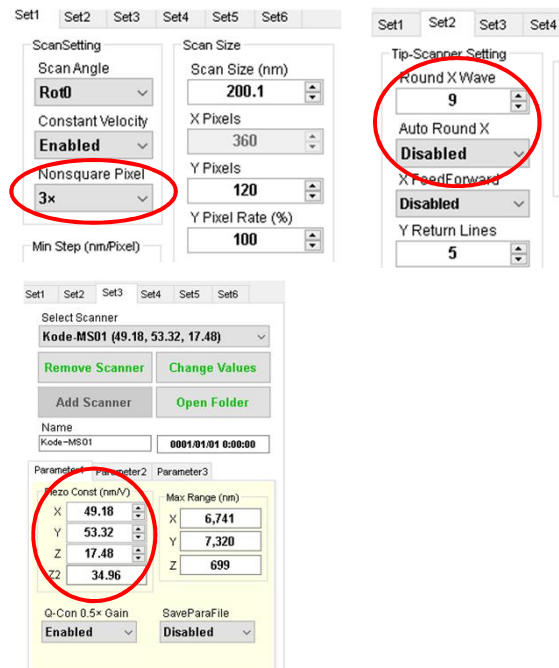 Set1 Set2 Set3 Set4 Set5 Set6
ScanSetting
Scan Angle
Rot0
Constant Velocity
Enabled
Nonsquare Pixel
3×
Min Step (nm/Pixel)
Scan Size
Scan Size (nm)
200.1
X Pixels
360
Y Pixels
120
Y Pixel Rate (%)
100
Set1 Set2 Set3 Set4
Tip-Scanner Setting
Round X Wave
9
Auto Round X
Disabled
X FeedForward
Disabled
Y Return Lines
5
Set1 Set2 Set3 Set4 Set5 Set6
Select Scanner
Kode-MS01 (49.18, 53.32, 17.48)
Remove Scanner Change Values
Add Scanner Open Folder
Name
Kode-MS01 0001/01/01 0:00:00
Parameter1 Parameter2 Parameter3
Piezo Const (nm/V)
X 49.18
Y 53.32
Z 17.48
Z2 34.96
Max Range (nm)
X 6,741
Y 7,320
Z 699
Q-Con 0.5× Gain
Enabled
SaveParaFile
Disabled